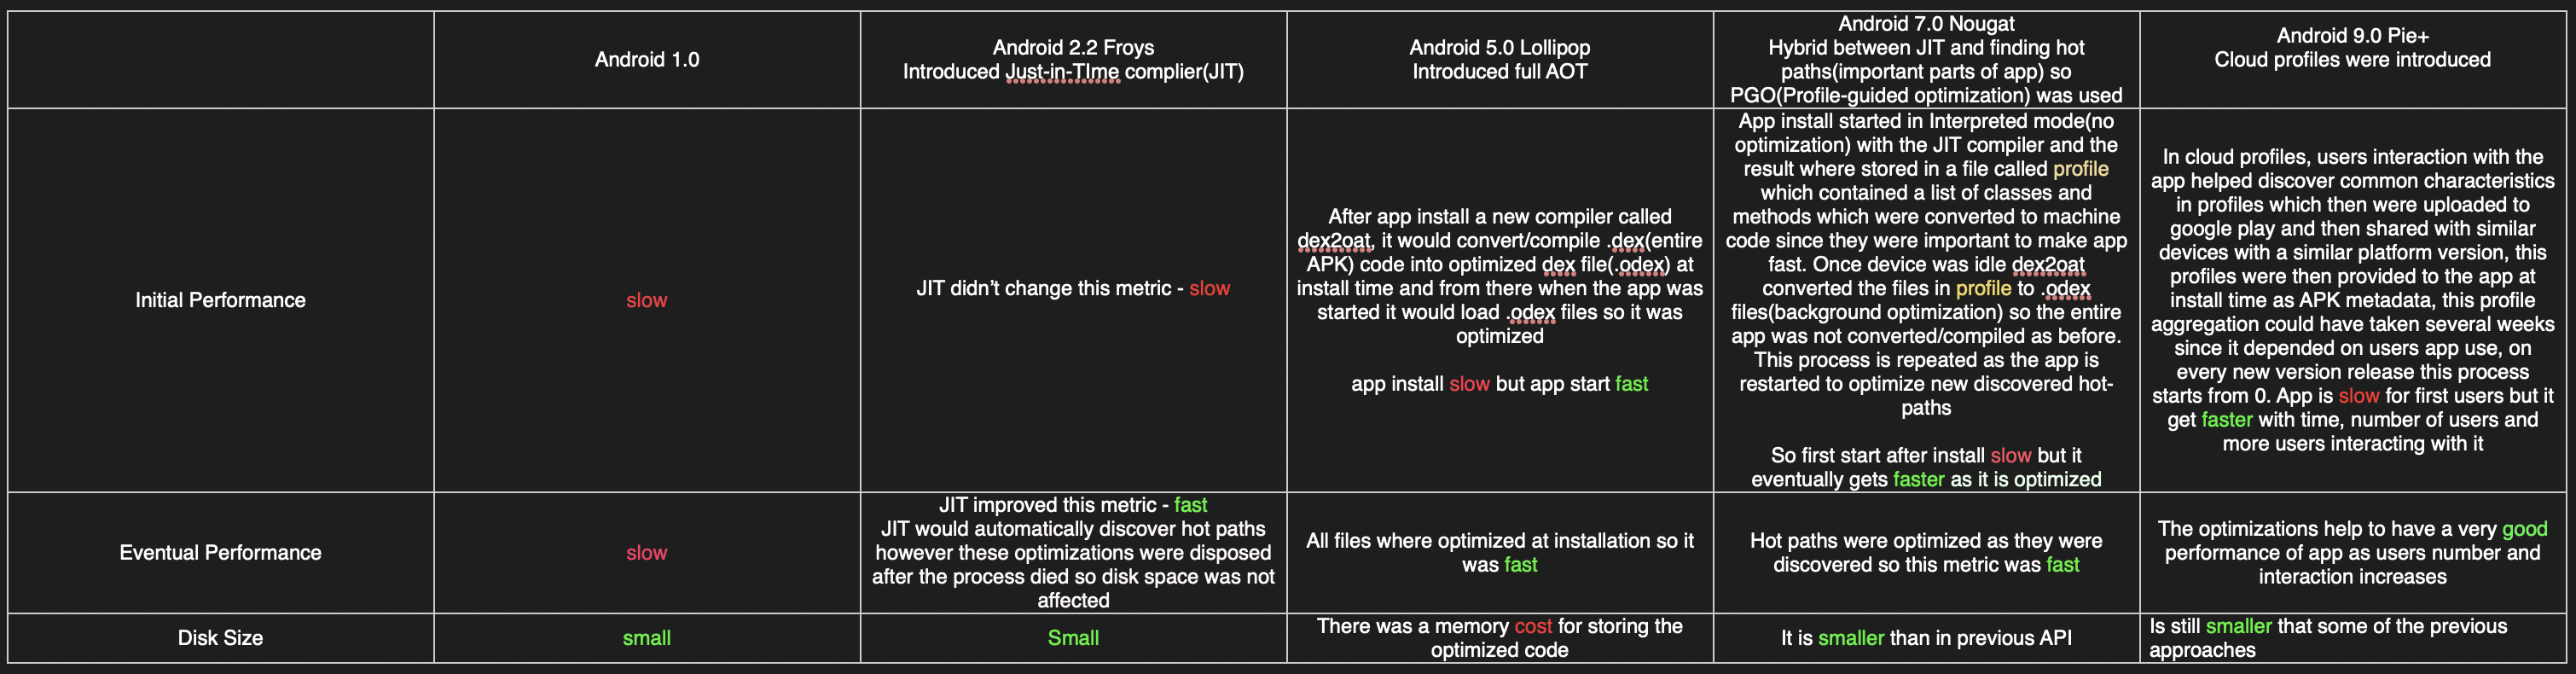 Android 1.0
Android 2.2 Froys
Introduced Just-in-TIme complier(JIT)
Android 5.0 Lollipop
Introduced full AOT
Android 7.0 Nougat
Hybrid between JIT and finding hot
paths(important parts of app) so
PGO(Profile-guided optimization) was used
Android 9.0 Pie+
Cloud profiles were introduced
Initial Performance
slow
JIT didn’t change this metric - slow
After app install a new compiler called
dex2oat, it would convert/compile .dex(entire
APK) code into optimized dex file(.odex) at
install time and from there when the app was
started it would load .odex files so it was
optimized
app install slow but app start fast
App install started in Interpreted mode(no
optimization) with the JIT compiler and the
result where stored in a file called profile
which contained a list of classes and
methods which were converted to machine
code since they were important to make app
fast. Once device was idle dex2oat
converted the files in profile to .odex
files(background optimization) so the entire
app was not converted/compiled as before.
This process is repeated as the app is
restarted to optimize new discovered hot-
paths
So first start after install slow but it
eventually gets faster as it is optimized
In cloud profiles, users interaction with the
app helped discover common characteristics
in profiles which then were uploaded to
google play and then shared with similar
devices with a similar platform version, this
profiles were then provided to the app at
install time as APK metadata, this profile
aggregation could have taken several weeks
since it depended on users app use, on
every new version release this process
starts from 0. App is slow for first users but it
get faster with time, number of users and
more users interacting with it
Eventual Performance
slow
JIT improved this metric - fast
JIT would automatically discover hot paths
however these optimizations were disposed
after the process died so disk space was not
affected
All files where optimized at installation so it
was fast
Hot paths were optimized as they were
discovered so this metric was fast
The optimizations help to have a very good
performance of app as users number and
interaction increases
Disk Size
small
Small
There was a memory cost for storing the
optimized code
It is smaller than in previous API
Is still smaller that some of the previous
approaches